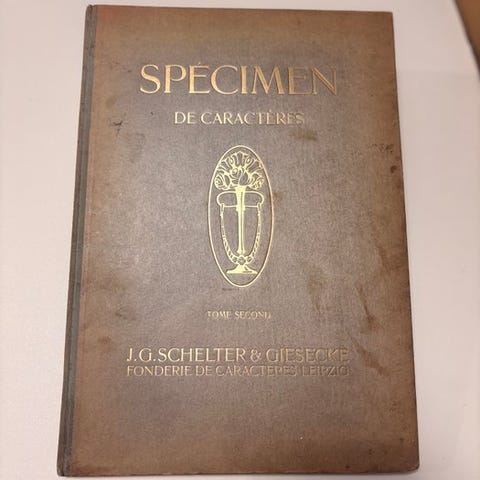 SPÉCIMEN
DE CARACTÈRES
TOME SECOND
J.G. SCHELTER & GIESECKE
FONDERIE DE CARACTÈRES·LEIPZIG